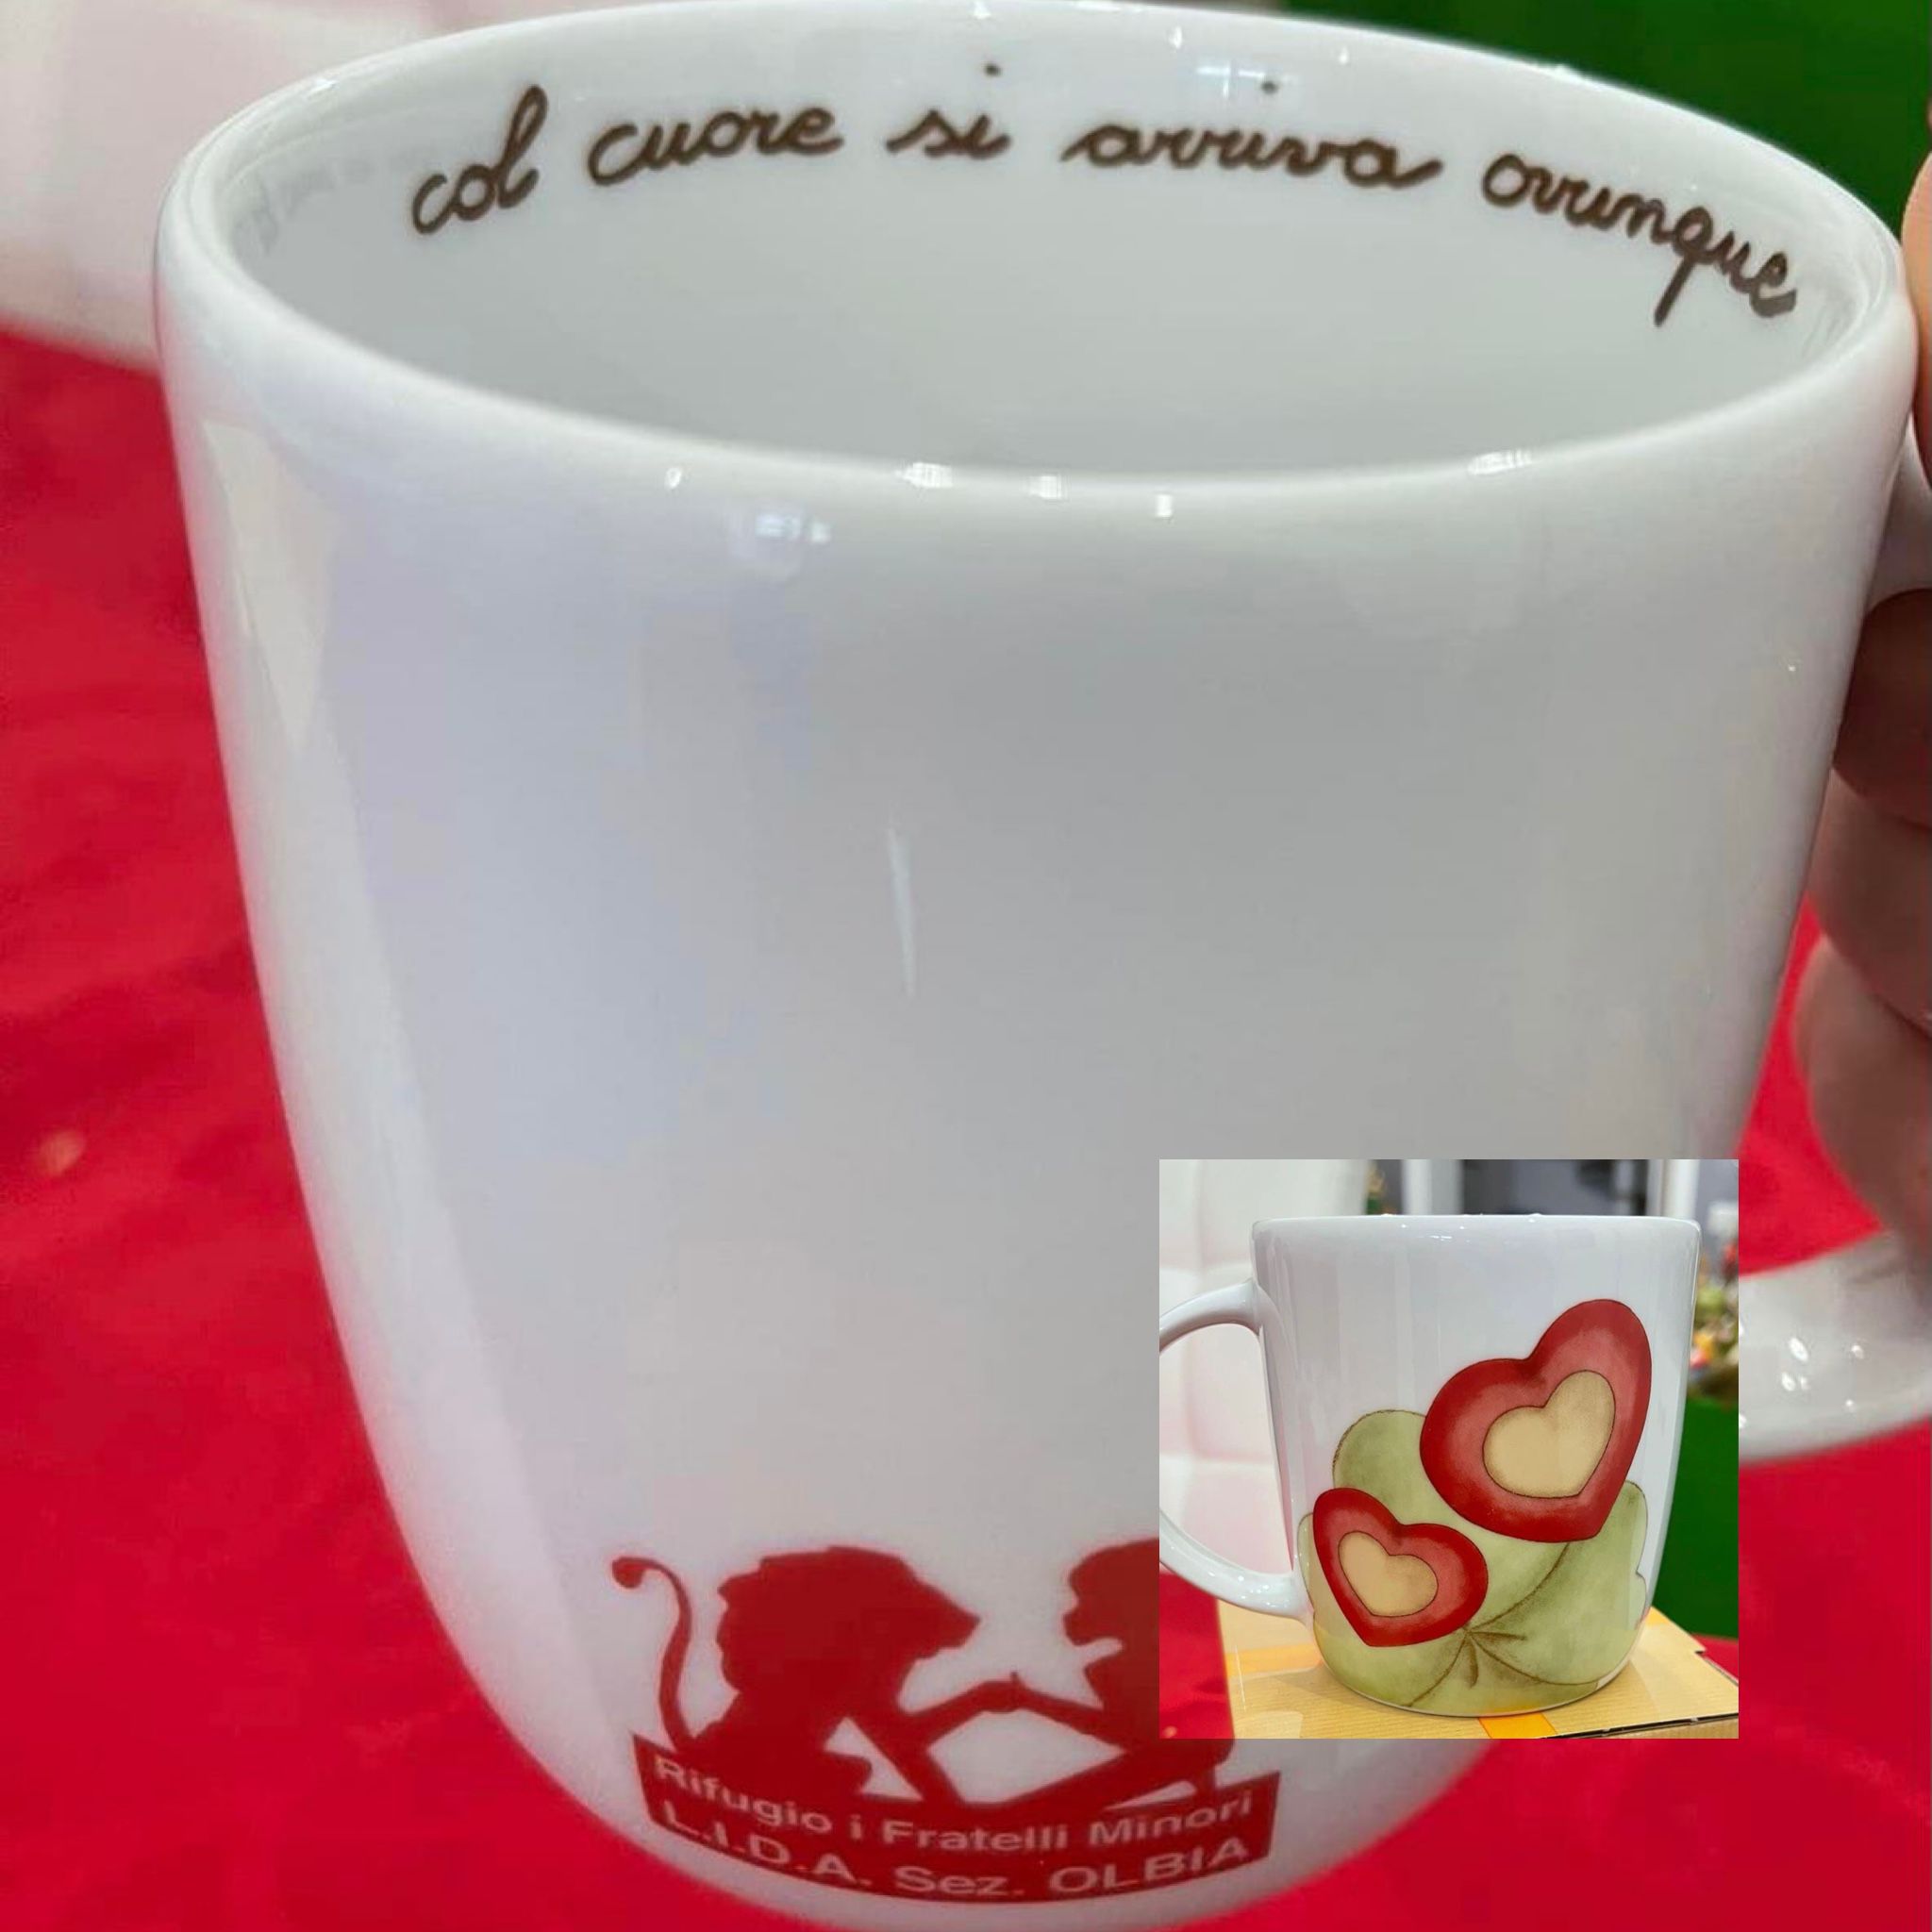 col cuore si arriva ovunque
Rifugio i Fratelli Minori
L.I.D.A. Sez. OLBIA